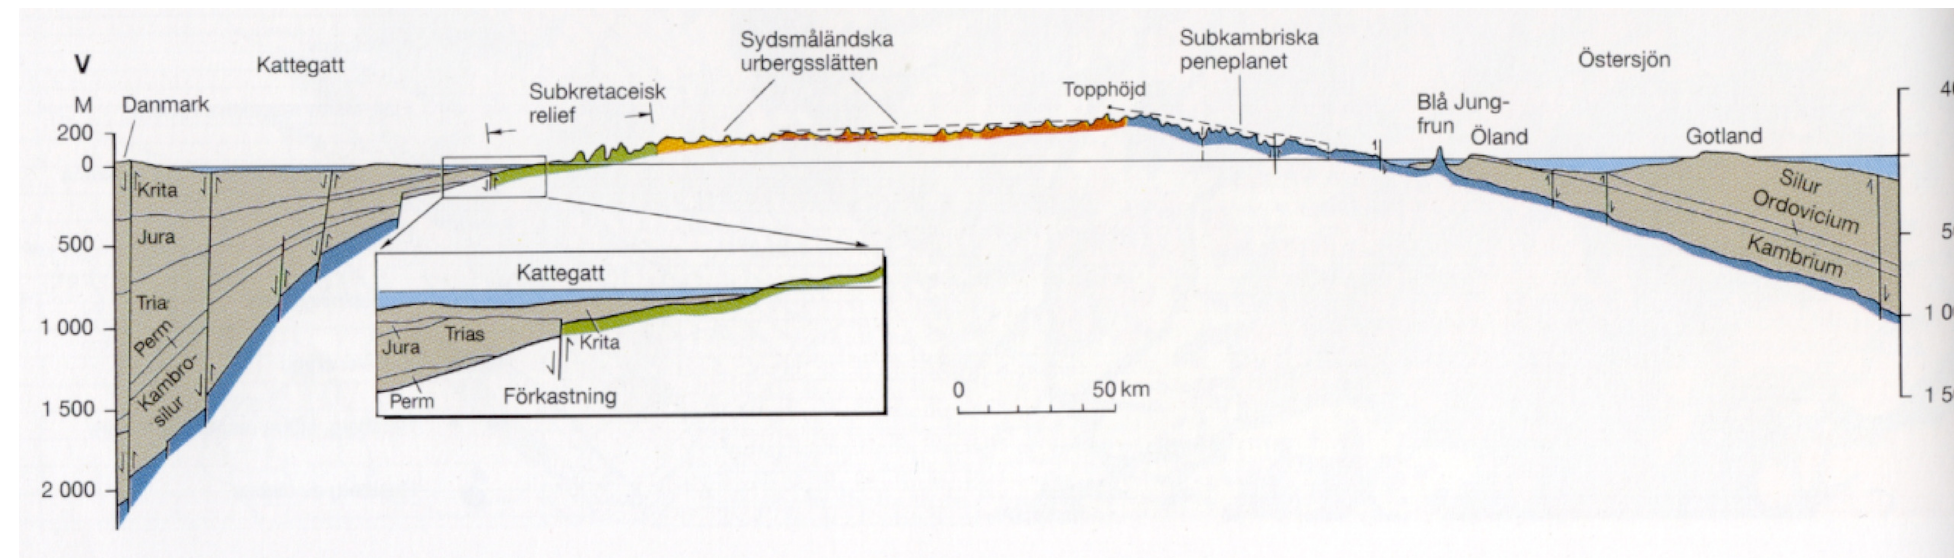 V
M
Kattegatt
Danmark
200
0
500
1 000
1 500
2 000
Krita
Jura
Tria
Perm
Kambro-
silur
Subkretaceisk
relief
Sydsmåländska
urbergsslätten
Topphöjd
Subkambriska
peneplanet
Blå Jung-
frun
Öland
Östersjön
Gotland
Silur
Ordovicium
Kambrium
Kattegatt
Jura
Trias
Krita
Perm
Förkastning
0
50 km